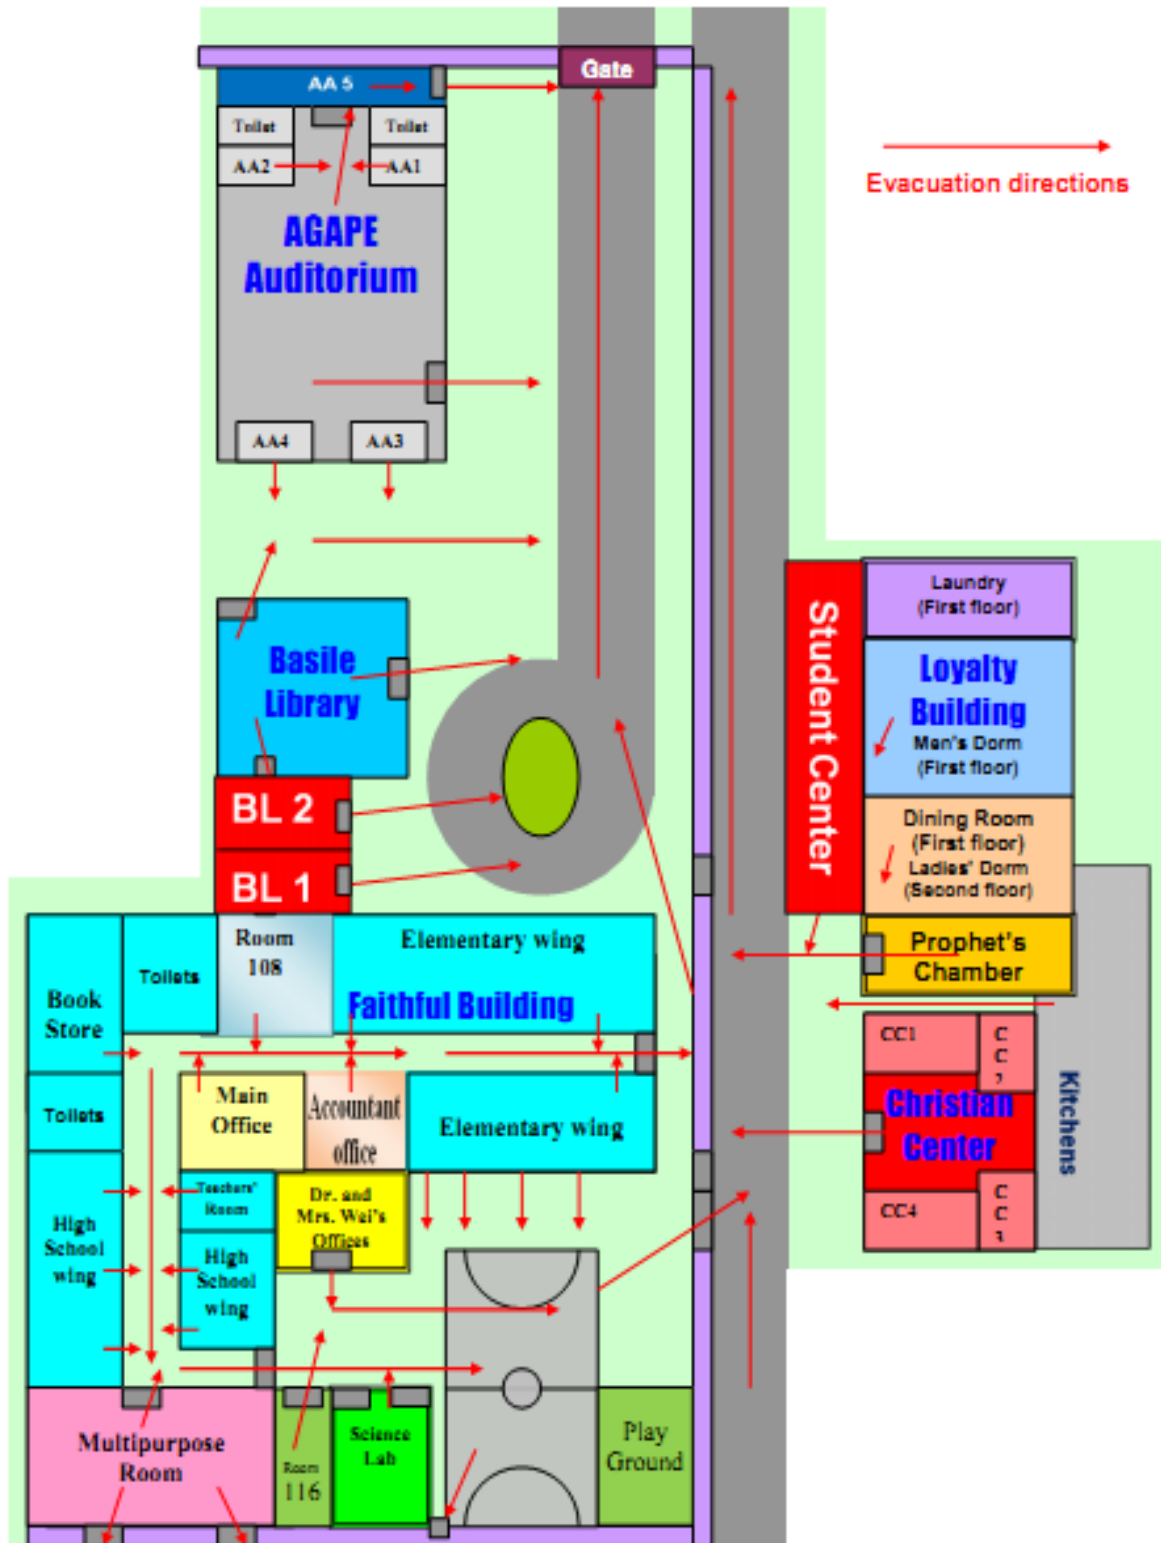 Gate
AA 5
Toilet
Toilet
AA2
AA1
AGAPE
Auditorium
AA4
AA3
Evacuation directions
Basile
Library
BL 2
BL 1
Student Center
Laundry
(First floor)
Loyalty
Building
Men's Dorm
(First floor)
Dining Room
(First floor)
Ladies' Dorm
(Second floor)
Prophet's
Chamber
Room
108
Elementary wing
Toilets
Book
Store
Faithful Building
CC1
C
C
Christian
Center
CC4
C
C
Kitchens
Toilets
Main
Office
Accountant
office
Elementary wing
Teachers'
Room
Dr. and
Mrs. Wei's
Offices
High
School
wing
High
School
wing
Multipurpose
Room
Room
116
Science
Lab
Play
Ground